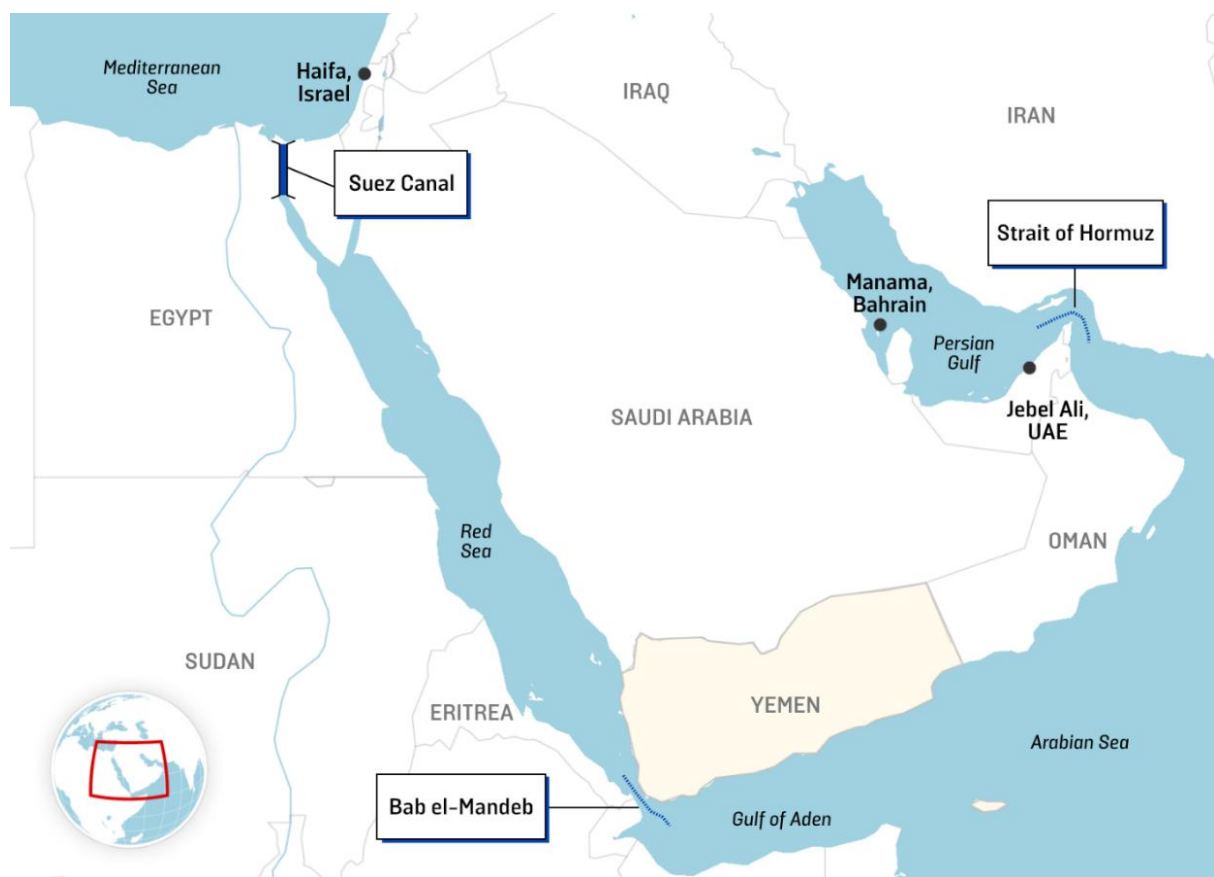 Mediterranean
Sea
Haifa,
Israel
IRAQ
IRAN
Suez Canal
Strait of Hormuz
Manama,
Bahrain
EGYPT
Persian
Gulf
SAUDI ARABIA
Jebel Ali,
UAE
Red
Sea
OMAN
SUDAN
ERITREA
YEMEN
Arabian Sea
Bab el-Mandeb
Gulf of Aden